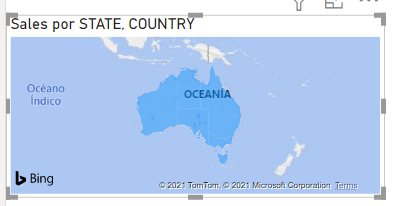 Sales por STATE, COUNTRY
Océano
Índico
OCEANÍA
Bing
© 2021 TomTom, © 2021 Microsoft Corporation Terms